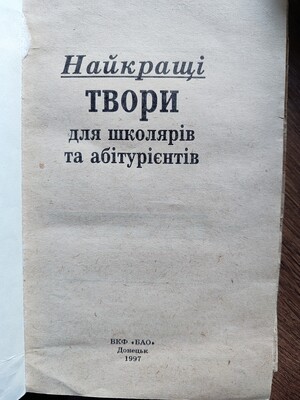 Найкращі
ТВОРИ
для школярів
та абітурієнтів
ВКФ «БАО»
Донецьк
1997